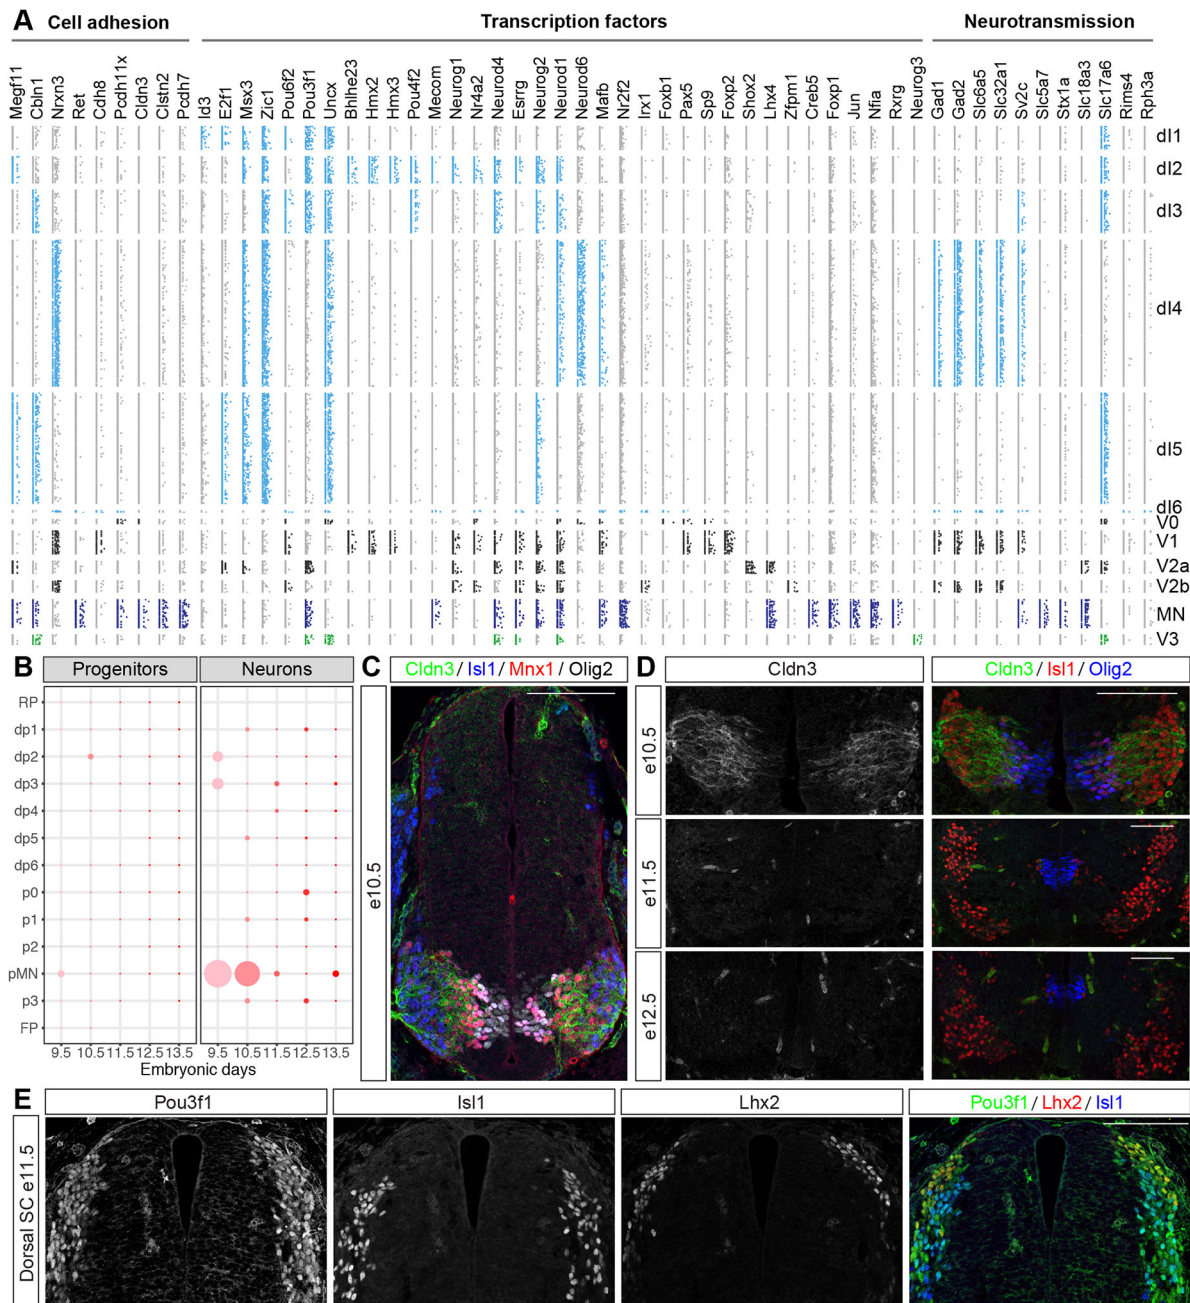 A Cell adhesion Transcription factors Neurotransmission
Megf11 Cbln1 Nrxn3 Ret Cdh8 Pcdh11x Cldn3 Clstn2 Pcdh7 Id3 E2f1 Msx3 Zic1 Pou6f2 Pou3f1 Uncx Bhlhe23 Hmx2 Hmx3 Pou4f2 Mecom Neurog1 Nr4a2 Neurod4 Esrrg Neurog2 Neurod1 Neurod6 Mafb Nr2f2 Irx1 Foxb1 Pax5 Sp9 Foxp2 Shox2 Lhx4 Zfpm1 Creb5 Foxp1 Jun Nfia Rxrg Neurog3 Gad1 Gad2 Slc6a5 Slc32a1 Sv2c Slc5a7 Stx1a Slc18a3 Slc17a6 Rims4 Rph3a
dI1
dI2
dI3
dI4
dI5
dI6
V0
V1
V2a
V2b
MN
V3
B Progenitors Neurons
RP
dp1
dp2
dp3
dp4
dp5
dp6
p0
p1
p2
pMN
p3
FP
9.5 10.5 11.5 12.5 13.5 9.5 10.5 11.5 12.5 13.5
Embryonic days
C Cldn3/Isl1/Mnx1/Olig2
e10.5
D Cldn3 Cldn3/Isl1/Olig2
e10.5
e11.5
e12.5
E Pou3f1 Isl1 Lhx2 Pou3f1/Lhx2/Isl1
Dorsal SC e11.5